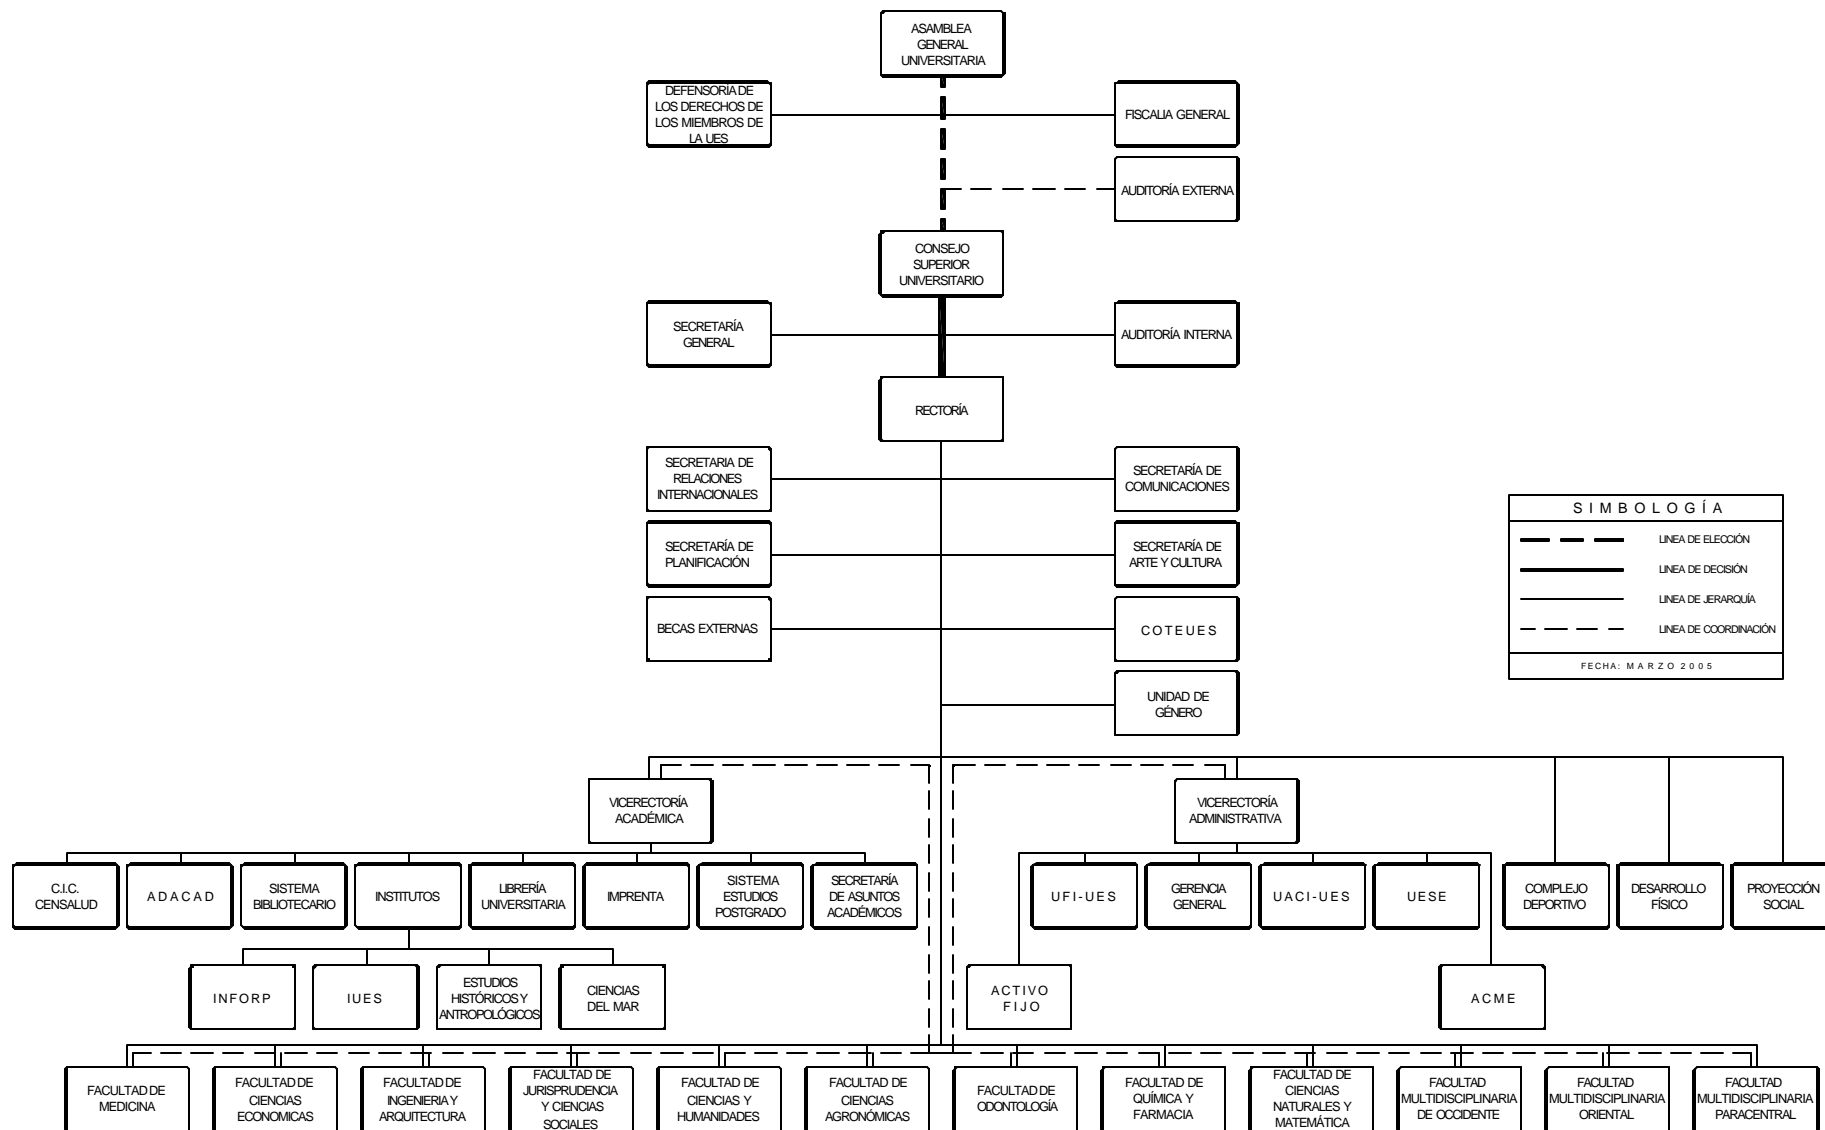 ASAMBLEA
GENERAL
UNIVERSITARIA
DEFENSORÍA DE
LOS DERECHOS DE
LOS MIEMBROS DE
LA UES
FISCALIA GENERAL
AUDITORÍA EXTERNA
CONSEJO
SUPERIOR
UNIVERSITARIO
SECRETARÍA
GENERAL
AUDITORÍA INTERNA
RECTORÍA
SECRETARIA DE
RELACIONES
INTERNACIONALES
SECRETARÍA DE
COMUNICACIONES
SECRETARÍA DE
PLANIFICACIÓN
SECRETARÍA DE
ARTE Y CULTURA
BECAS EXTERNAS
COTEUES
UNIDAD DE
GÉNERO
SIMBOLOGÍA
LINEA DE ELECCIÓN
LINEA DE DECISIÓN
LINEA DE JERARQUÍA
LINEA DE COORDINACIÓN
FECHA: MARZO 2005
VICERECTORÍA
ACADÉMICA
VICERECTORÍA
ADMINISTRATIVA
C.I.C.
CENSALUD
ADACAD
SISTEMA
BIBLIOTECARIO
INSTITUTOS
LIBRERÍA
UNIVERSITARIA
IMPRENTA
SISTEMA
ESTUDIOS
POSTGRADO
SECRETARÍA
DE ASUNTOS
ACADÉMICOS
UFI-UES
GERENCIA
GENERAL
UACI-UES
UESE
COMPLEJO
DEPORTIVO
DESARROLLO
FÍSICO
PROYECCIÓN
SOCIAL
INFORP
IUES
ESTUDIOS
HISTÓRICOS Y
ANTROPOLÓGICOS
CIENCIAS
DEL MAR
ACTIVO
FIJO
ACME
FACULTAD DE
MEDICINA
FACULTAD DE
CIENCIAS
ECONOMICAS
FACULTAD DE
INGENIERIA Y
ARQUITECTURA
FACULTAD DE
JURISPRUDENCIA
Y CIENCIAS
SOCIALES
FACULTAD DE
CIENCIAS Y
HUMANIDADES
FACULTAD DE
CIENCIAS
AGRONÓMICAS
FACULTAD DE
ODONTOLOGÍA
FACULTAD DE
QUÍMICA Y
FARMACIA
FACULTAD DE
CIENCIAS
NATURALES Y
MATEMÁTICA
FACULTAD
MULTIDISCIPLINARIA
DE OCCIDENTE
FACULTAD
MULTIDISCIPLINARIA
ORIENTAL
FACULTAD
MULTIDISCIPLINARIA
PARACENTRAL